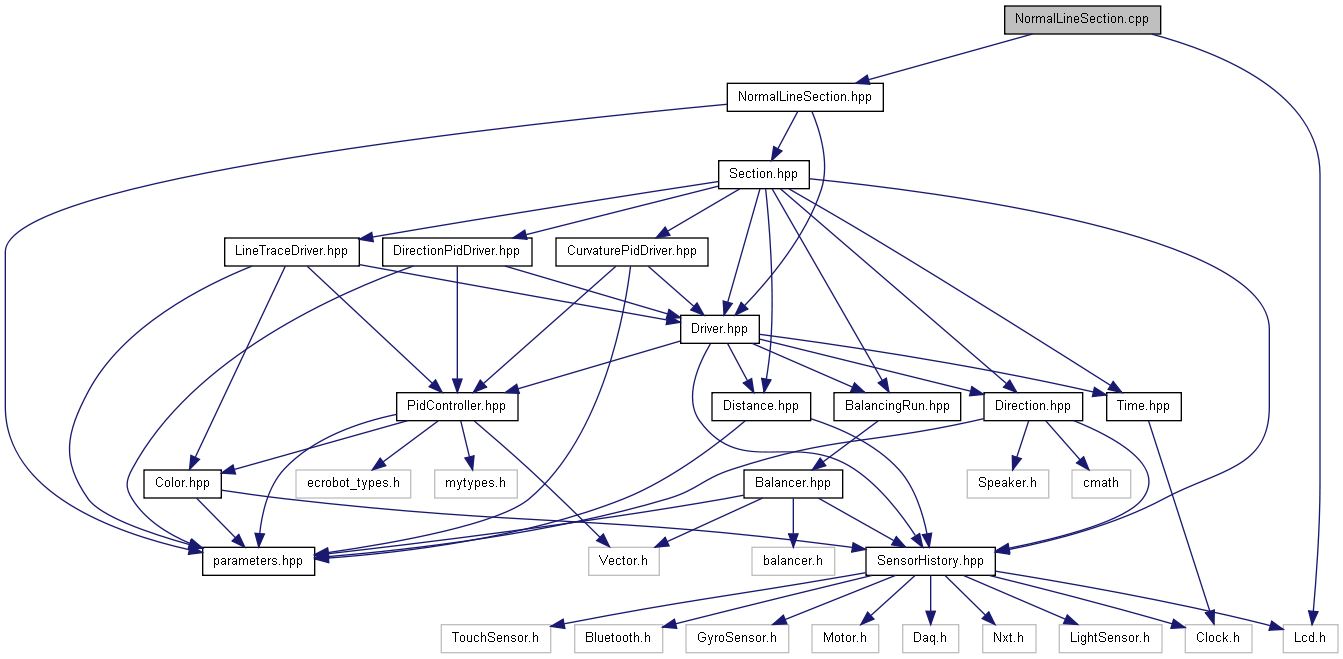 NormalLineSection.cpp
NormalLineSection.hpp
Section.hpp
LineTraceDriver.hpp
DirectionPidDriver.hpp
CurvaturePidDriver.hpp
Driver.hpp
PidController.hpp
Distance.hpp
BalancingRun.hpp
Direction.hpp
Time.hpp
Color.hpp
ecrobot_types.h
mytypes.h
Balancer.hpp
Speaker.h
cmath
parameters.hpp
Vector.h
balancer.h
SensorHistory.hpp
TouchSensor.h
Bluetooth.h
GyroSensor.h
Motor.h
Daq.h
Nxt.h
LightSensor.h
Clock.h
Lcd.h